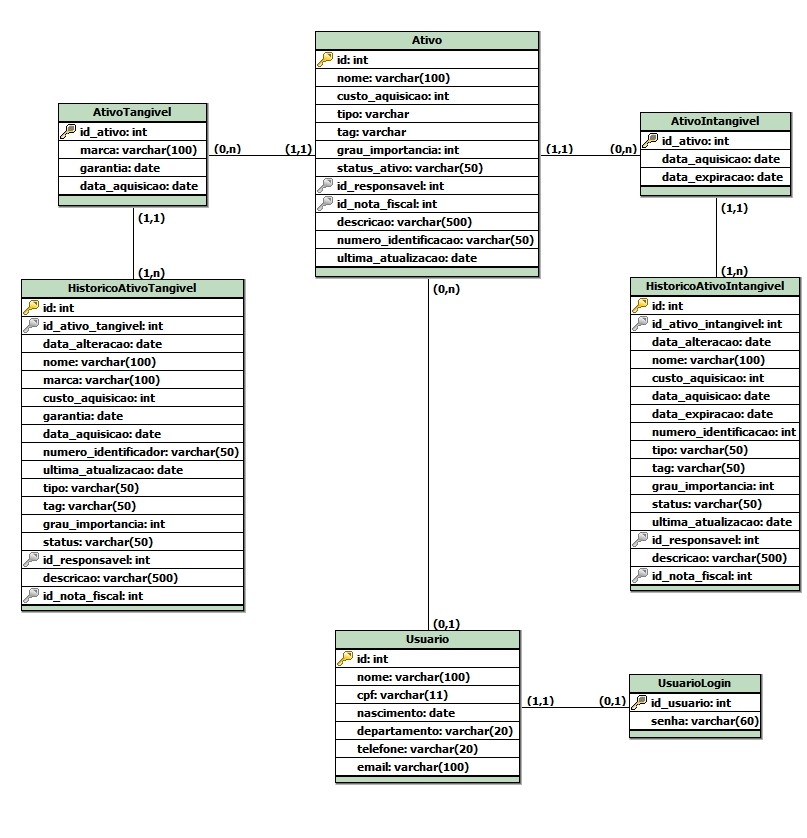 Ativo
id: int
nome: varchar(100)
custo_aquisicao: int
tipo: varchar
tag: varchar
grau_importancia: int
status_ativo: varchar(50)
id_responsavel: int
id_nota_fiscal: int
descricao: varchar(500)
numero_identificacao: varchar(50)
ultima_atualizacao: date
AtivoTangivel
id_ativo: int
marca: varchar(100)
garantia: date
data_aquisicao: date
(0,n)
(1,1)
AtivoIntangivel
id_ativo: int
data_aquisicao: date
data_expiracao: date
(1,1)
(0,n)
(1,1)
(1,n)
HistoricoAtivoTangivel
id: int
id_ativo_tangivel: int
data_alteracao: date
nome: varchar(100)
marca: varchar(100)
custo_aquisicao: int
garantia: date
data_aquisicao: date
numero_identificador: varchar(50)
ultima_atualizacao: date
tipo: varchar(50)
tag: varchar(50)
grau_importancia: int
status: varchar(50)
id_responsavel: int
descricao: varchar(500)
id_nota_fiscal: int
(1,1)
(1,n)
HistoricoAtivoIntangivel
id: int
id_ativo_intangivel: int
data_alteracao: date
nome: varchar(100)
custo_aquisicao: int
data_aquisicao: date
data_expiracao: date
numero_identificacao: int
tipo: varchar(50)
tag: varchar(50)
grau_importancia: int
status: varchar(50)
ultima_atualizacao: date
id_responsavel: int
descricao: varchar(500)
id_nota_fiscal: int
(0,n)
(0,1)
Usuario
id: int
nome: varchar(100)
cpf: varchar(11)
nascimento: date
departamento: varchar(20)
telefone: varchar(20)
email: varchar(100)
(1,1)
(0,1)
UsuarioLogin
id_usuario: int
senha: varchar(60)